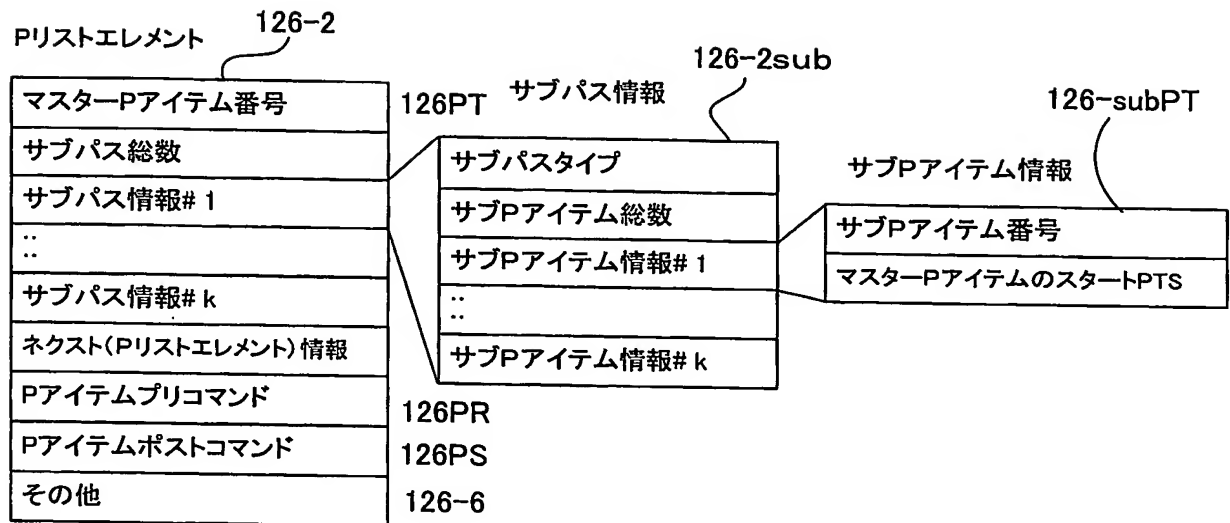 Pリストエレメント
126-2
マスターPアイテム番号
126PT
サブパス総数
サブパス情報#1
::
サブパス情報#k
ネクスト(Pリストエレメント)情報
Pアイテムプリコマンド
126PR
Pアイテムポストコマンド
126PS
その他
126-6
サブパス情報
126-2sub
サブパスタイプ
サブPアイテム総数
サブPアイテム情報#1
::
サブPアイテム情報#k
サブPアイテム情報
126-subPT
サブPアイテム番号
マスターPアイテムのスタートPTS